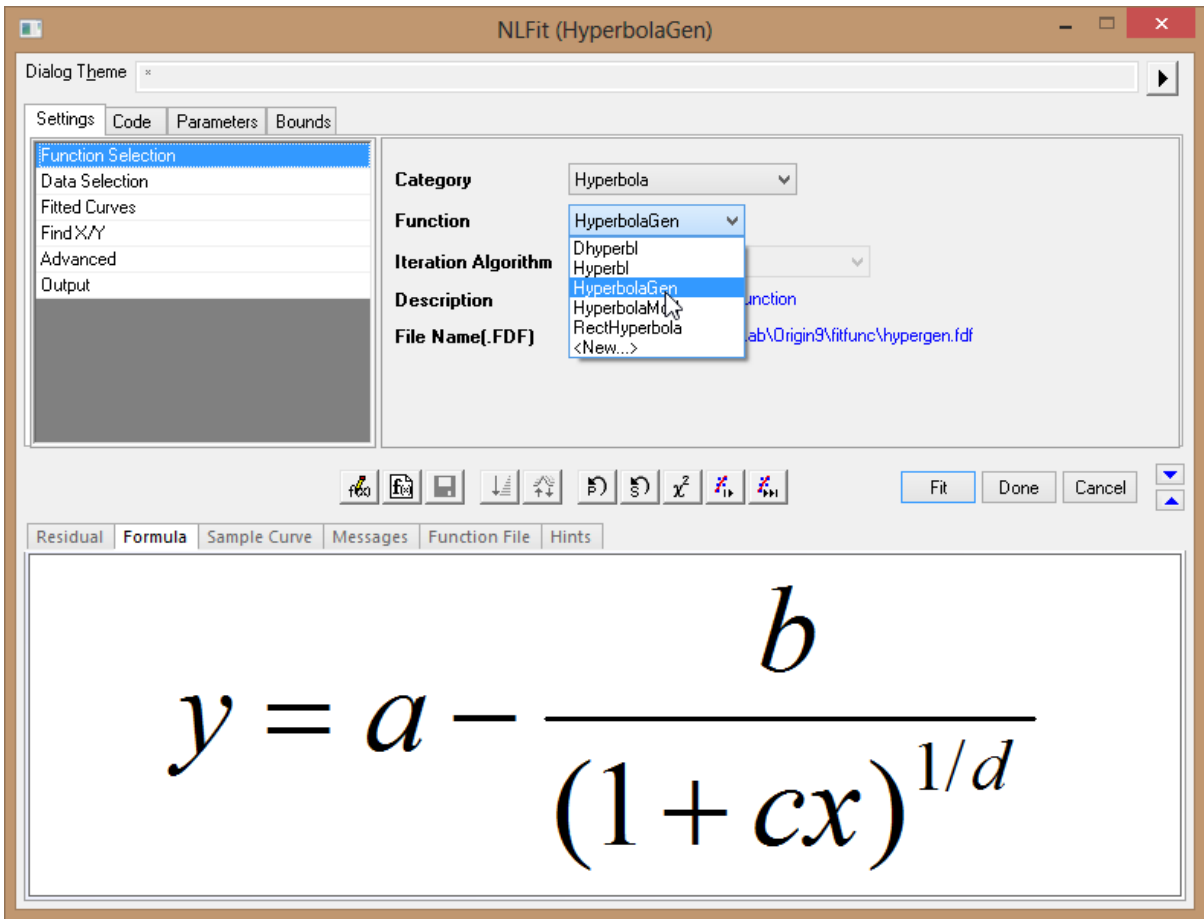 NLFit (HyperbolaGen)
Dialog Theme *
Settings Code Parameters Bounds
Function Selection
Data Selection
Fitted Curves
Find X/Y
Advanced
Output
Category Hyperbola
Function HyperbolaGen
Dhyperbl
Iteration Algorithm Hyperbl
HyperbolaGen
Description unction
HyperbolaMod
File Name(.FDF) RectHyperbola ab\Origin9\fitfunc\hypergen.fdf
<New...>
Fit Done Cancel
Residual Formula Sample Curve Messages Function File Hints
y = a − b / (1 + cx)^{1/d}